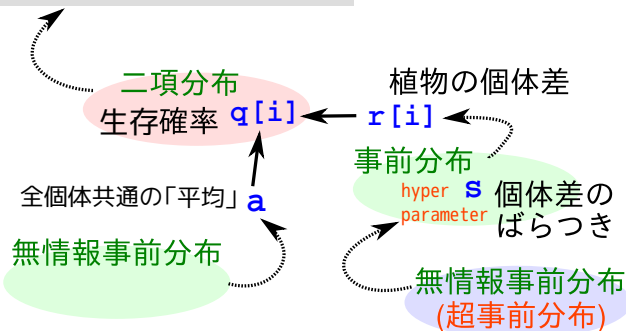 二項分布
生存確率 q[i]
植物の個体差
r[i]
事前分布
hyper
parameter
s 個体差の
ばらつき
全個体共通の「平均」a
無情報事前分布
無情報事前分布
(超事前分布)